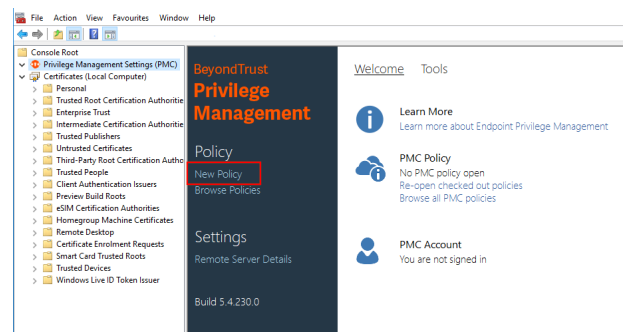 File Action View Favourites Window Help
Console Root
Privilege Management Settings (PMC)
Certificates (Local Computer)
Personal
Trusted Root Certification Authoritie
Enterprise Trust
Intermediate Certification Authoritie
Trusted Publishers
Untrusted Certificates
Third-Party Root Certification Autho
Trusted People
Client Authentication Issuers
Preview Build Roots
eSIM Certification Authorities
Homegroup Machine Certificates
Remote Desktop
Certificate Enrolment Requests
Smart Card Trusted Roots
Trusted Devices
Windows Live ID Token Issuer
BeyondTrust
Privilege
Management
Policy
New Policy
Browse Policies
Settings
Remote Server Details
Build 5.4.230.0
Welcome Tools
Learn More
Learn more about Endpoint Privilege Management
PMC Policy
No PMC policy open
Re-open checked out policies
Browse all PMC policies
PMC Account
You are not signed in